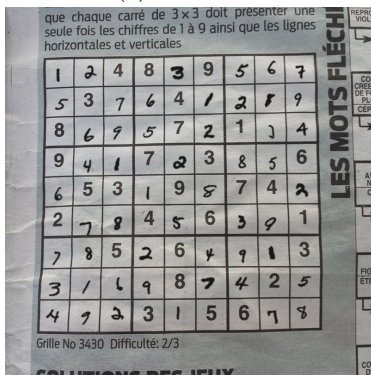 que chaque carré de 3 x 3 doit présenter une
seule fois les chiffres de 1 à 9 ainsi que les lignes
horizontales et verticales
1 2 4 8 3 9 5 6 7
5 3 7 6 4 1 2 8 9
8 6 9 5 7 2 1 3 4
9 4 1 7 2 3 8 5 6
6 5 3 1 9 8 7 4 2
2 7 8 4 5 6 3 9 1
7 8 5 2 6 4 9 1 3
3 1 6 9 8 7 4 2 5
4 9 2 3 1 5 6 7 8
Grille No 3430 Difficulté: 2/3
SOLUTIONS DES JEUX
LES MOTS FLÉCH